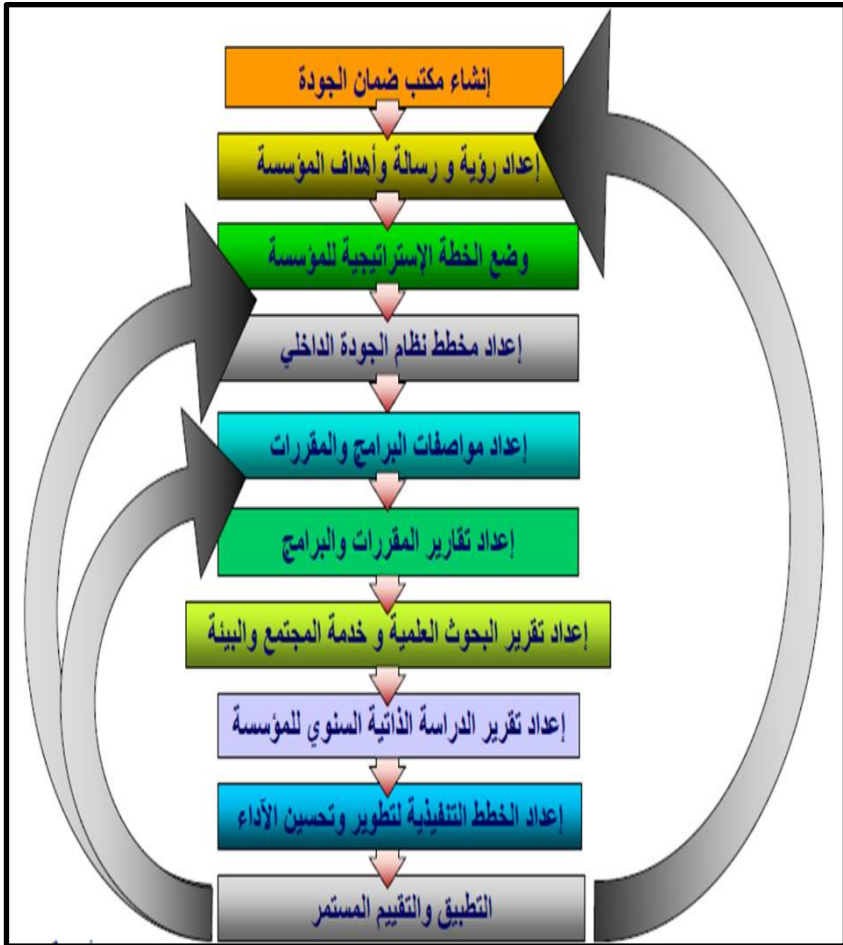 إنشاء مكتب ضمان الجودة
إعداد رؤية و رسالة وأهداف المؤسسة
وضع الخطة الإستراتيجية للمؤسسة
إعداد مخطط نظام الجودة الداخلي
إعداد مواصفات البرامج والمقررات
إعداد تقارير المقررات والبرامج
إعداد تقرير البحوث العلمية و خدمة المجتمع والبيئة
إعداد تقرير الدراسة الذاتية السنوي للمؤسسة
إعداد الخطط التنفيذية لتطوير وتحسين الآداء
التطبيق والتقييم المستمر